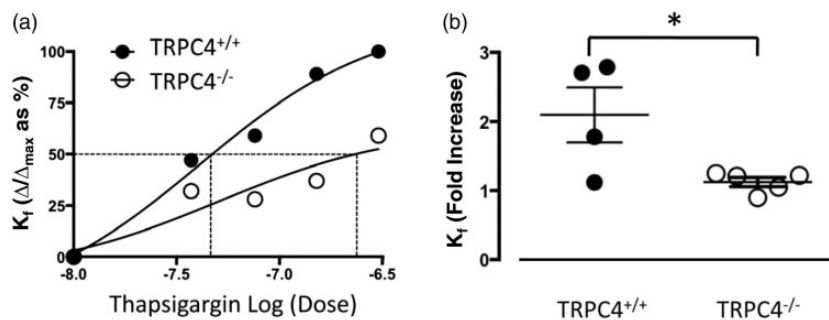 (a)
TRPC4+/+
TRPC4-/-
Kf (Δ/Δmax as %)
100
75
50
25
0
-8.0 -7.5 -7.0 -6.5
Thapsigargin Log (Dose)
(b)
*
Kf (Fold Increase)
3
2
1
0
TRPC4+/+ TRPC4-/-